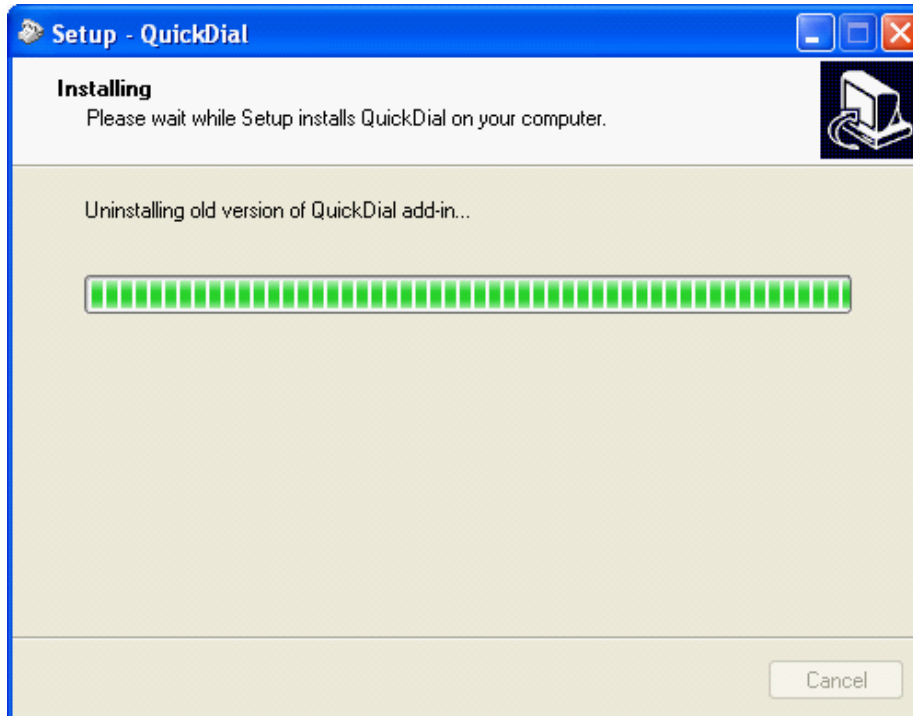 Setup - QuickDial
Installing
Please wait while Setup installs QuickDial on your computer.
Uninstalling old version of QuickDial add-in...
Cancel